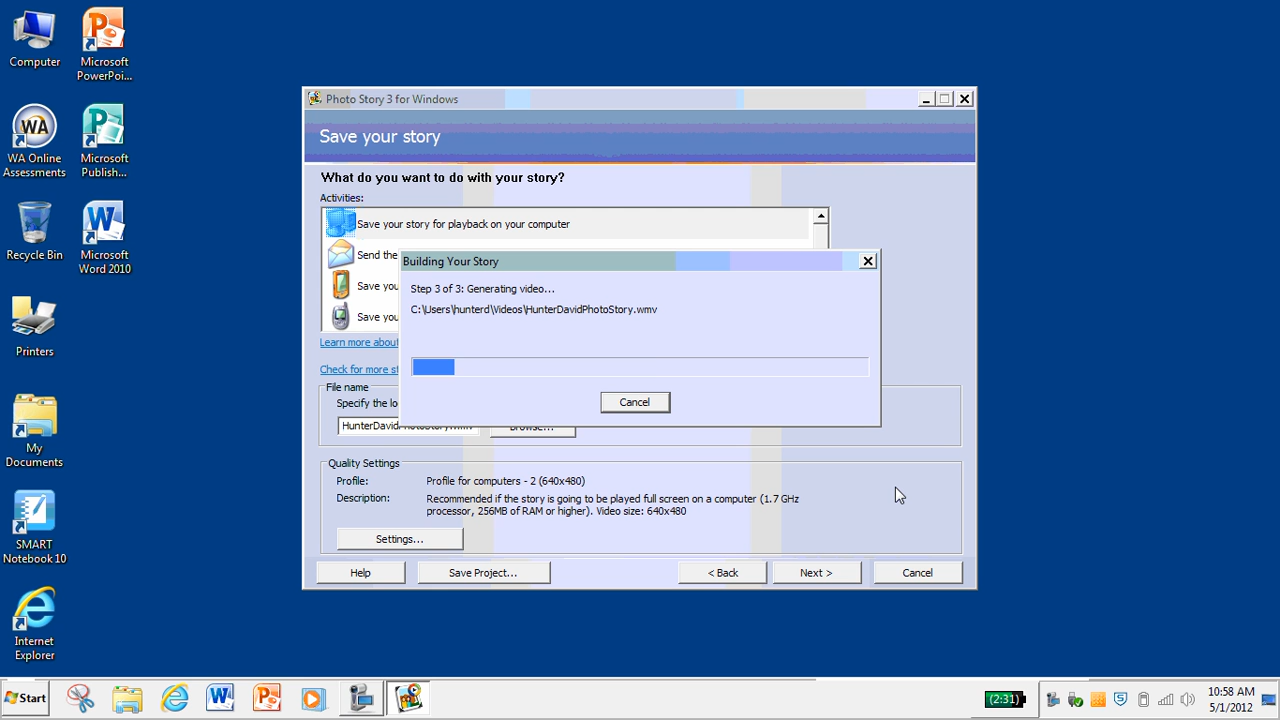 Computer
Microsoft
PowerPoi...
WA
WA Online
Assessments
Microsoft
Publish...
Recycle Bin
Microsoft
Word 2010
Printers
My
Documents
SMART
Notebook 10
Internet
Explorer
Photo Story 3 for Windows
Save your story
What do you want to do with your story?
Activities:
Save your story for playback on your computer
Send the
Save you
Save you
Learn more about
Check for more st
Building Your Story
Step 3 of 3: Generating video...
C:\Users\hunterd\Videos\HunterDavidPhotoStory.wmv
Cancel
File name
Specify the lo
HunterDavidPhotoStory.wmv
Browse...
Quality Settings
Profile:
Profile for computers - 2 (640x480)
Description:
Recommended if the story is going to be played full screen on a computer (1.7 GHz
processor, 256MB of RAM or higher). Video size: 640x480
Settings...
Help
Save Project...
< Back
Next >
Cancel
Start
(2:31)
10:58 AM
5/1/2012